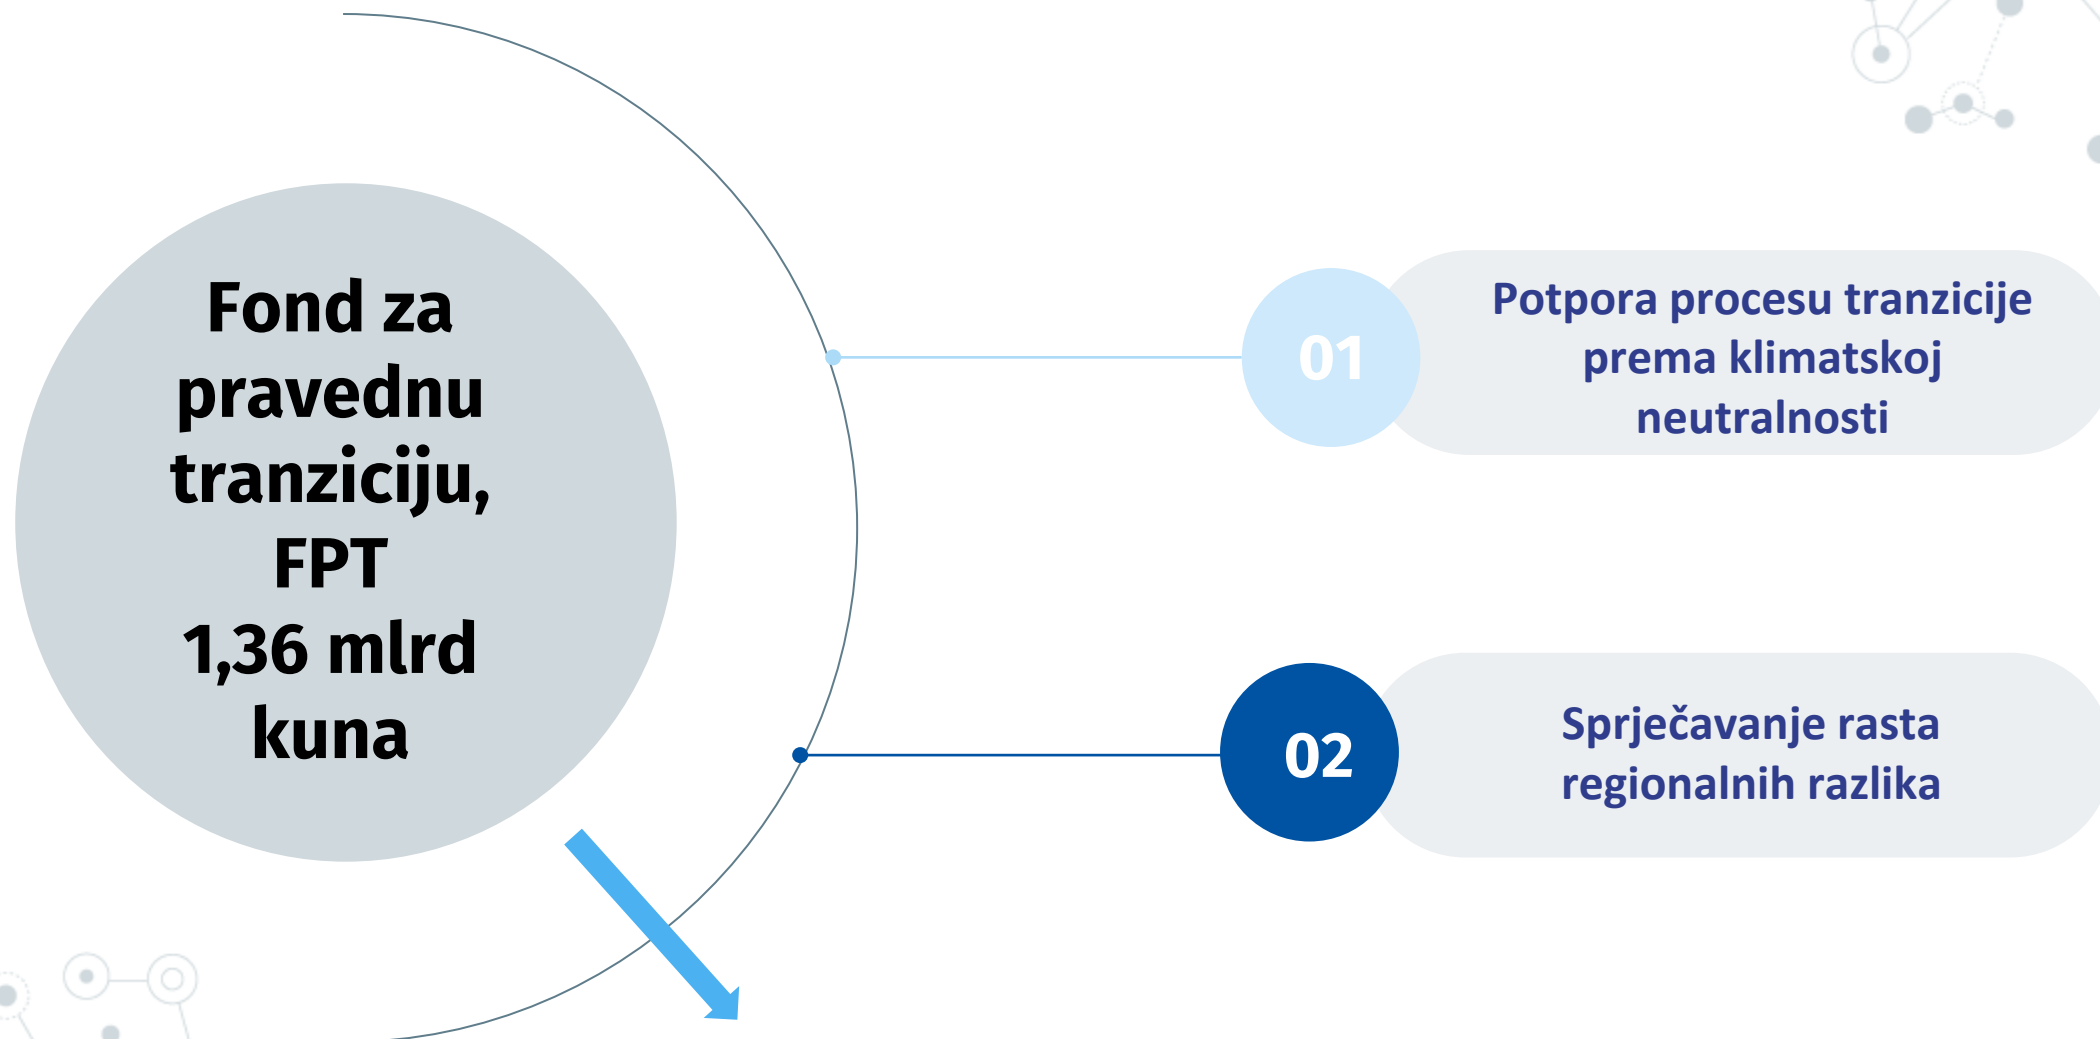 Fond za
pravednu
tranziciju,
FPT
1,36 mlrd
kuna
01
Potpora procesu tranzicije
prema klimatskoj
neutralnosti
02
Sprječavanje rasta
regionalnih razlika